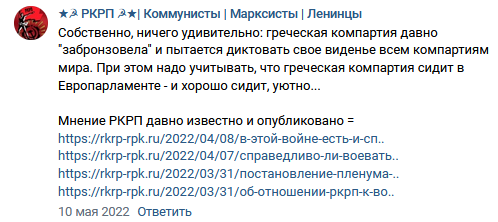 ★☭ РКРП ☭★| Коммунисты | Марксисты | Ленинцы
Собственно, ничего удивительно: греческая компартия давно
"забронзовела" и пытается диктовать свое виденье всем компартиям
мира. При этом надо учитывать, что греческая компартия сидит в
Европарламенте - и хорошо сидит, уютно...
Мнение РКРП давно известно и опубликовано =
https://rkrp-rpk.ru/2022/04/08/в-этой-войне-есть-и-сп..
https://rkrp-rpk.ru/2022/04/07/справедливо-ли-воевать..
https://rkrp-rpk.ru/2022/03/31/постановление-пленума-..
https://rkrp-rpk.ru/2022/03/31/об-отношении-ркрп-к-во..
10 мая 2022 Ответить